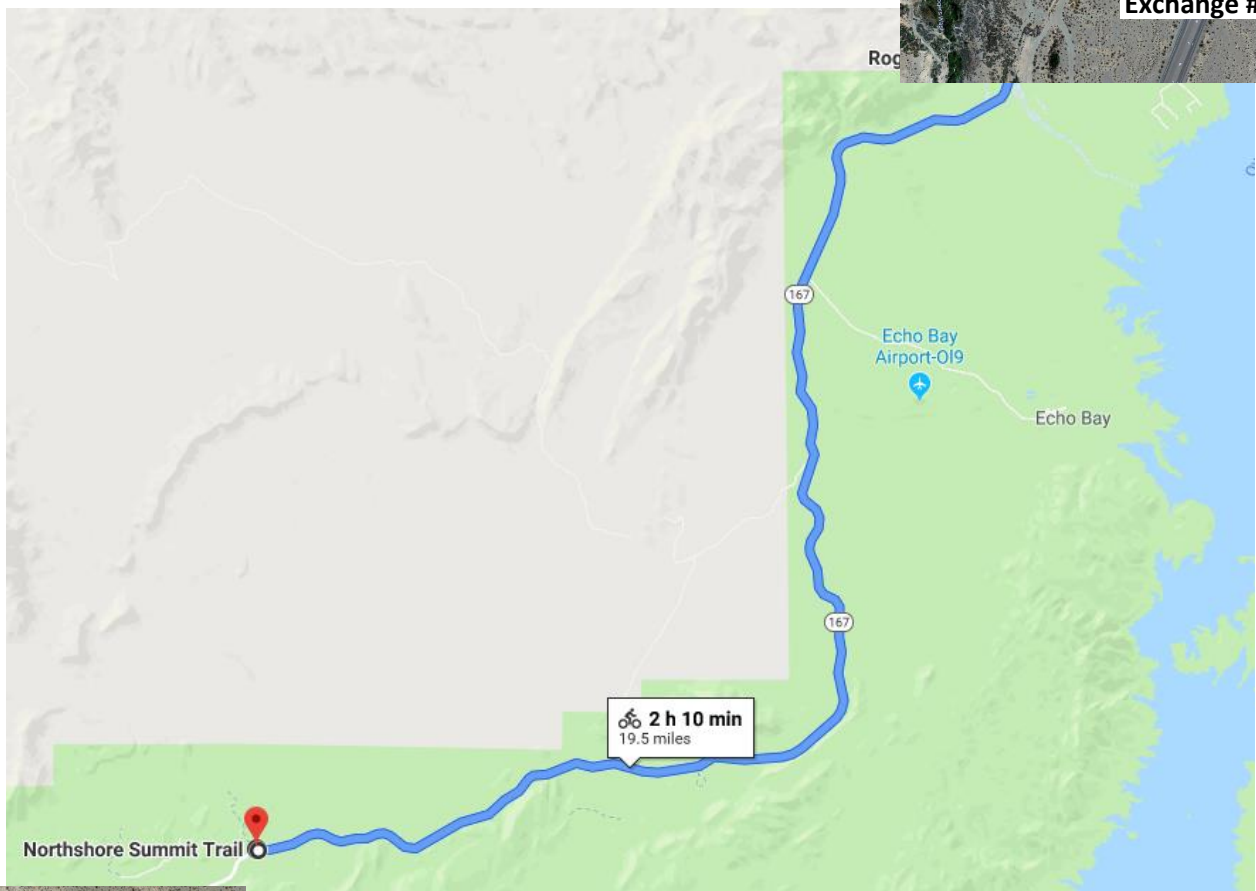 Exchange #
Rog
167
Echo Bay
Airport-OI9
Echo Bay
167
2 h 10 min
19.5 miles
Northshore Summit Trail